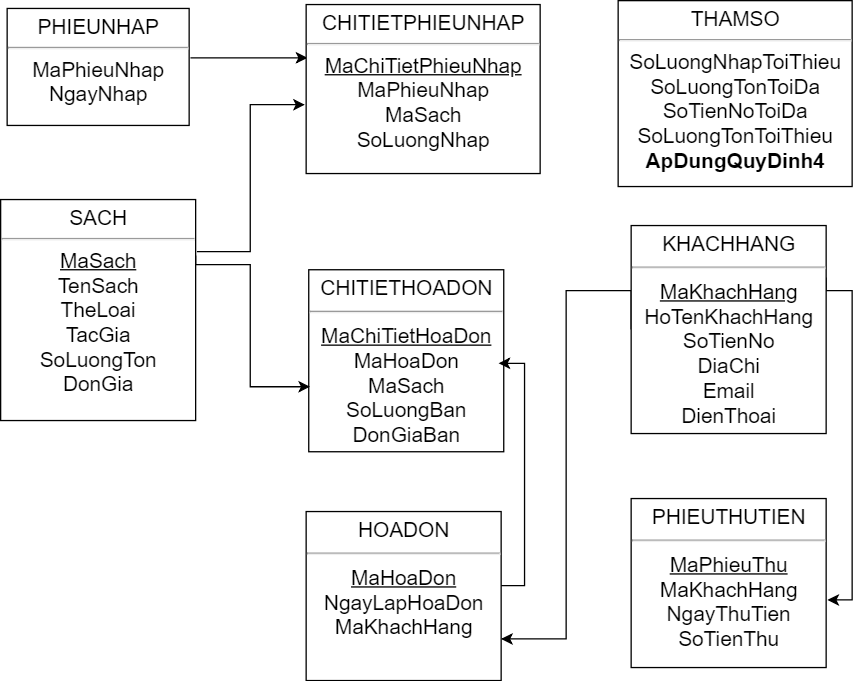 PHIEUNHAP
MaPhieuNhap
NgayNhap
CHITIETPHIEUNHAP
MaChiTietPhieuNhap
MaPhieuNhap
MaSach
SoLuongNhap
THAMSO
SoLuongNhapToiThieu
SoLuongTonToiDa
SoTienNoToiDa
SoLuongTonToiThieu
ApDungQuyDinh4
SACH
MaSach
TenSach
TheLoai
TacGia
SoLuongTon
DonGia
CHITIETHOADON
MaChiTietHoaDon
MaHoaDon
MaSach
SoLuongBan
DonGiaBan
KHACHHANG
MaKhachHang
HoTenKhachHang
SoTienNo
DiaChi
Email
DienThoai
HOADON
MaHoaDon
NgayLapHoaDon
MaKhachHang
PHIEUTHUTIEN
MaPhieuThu
MaKhachHang
NgayThuTien
SoTienThu